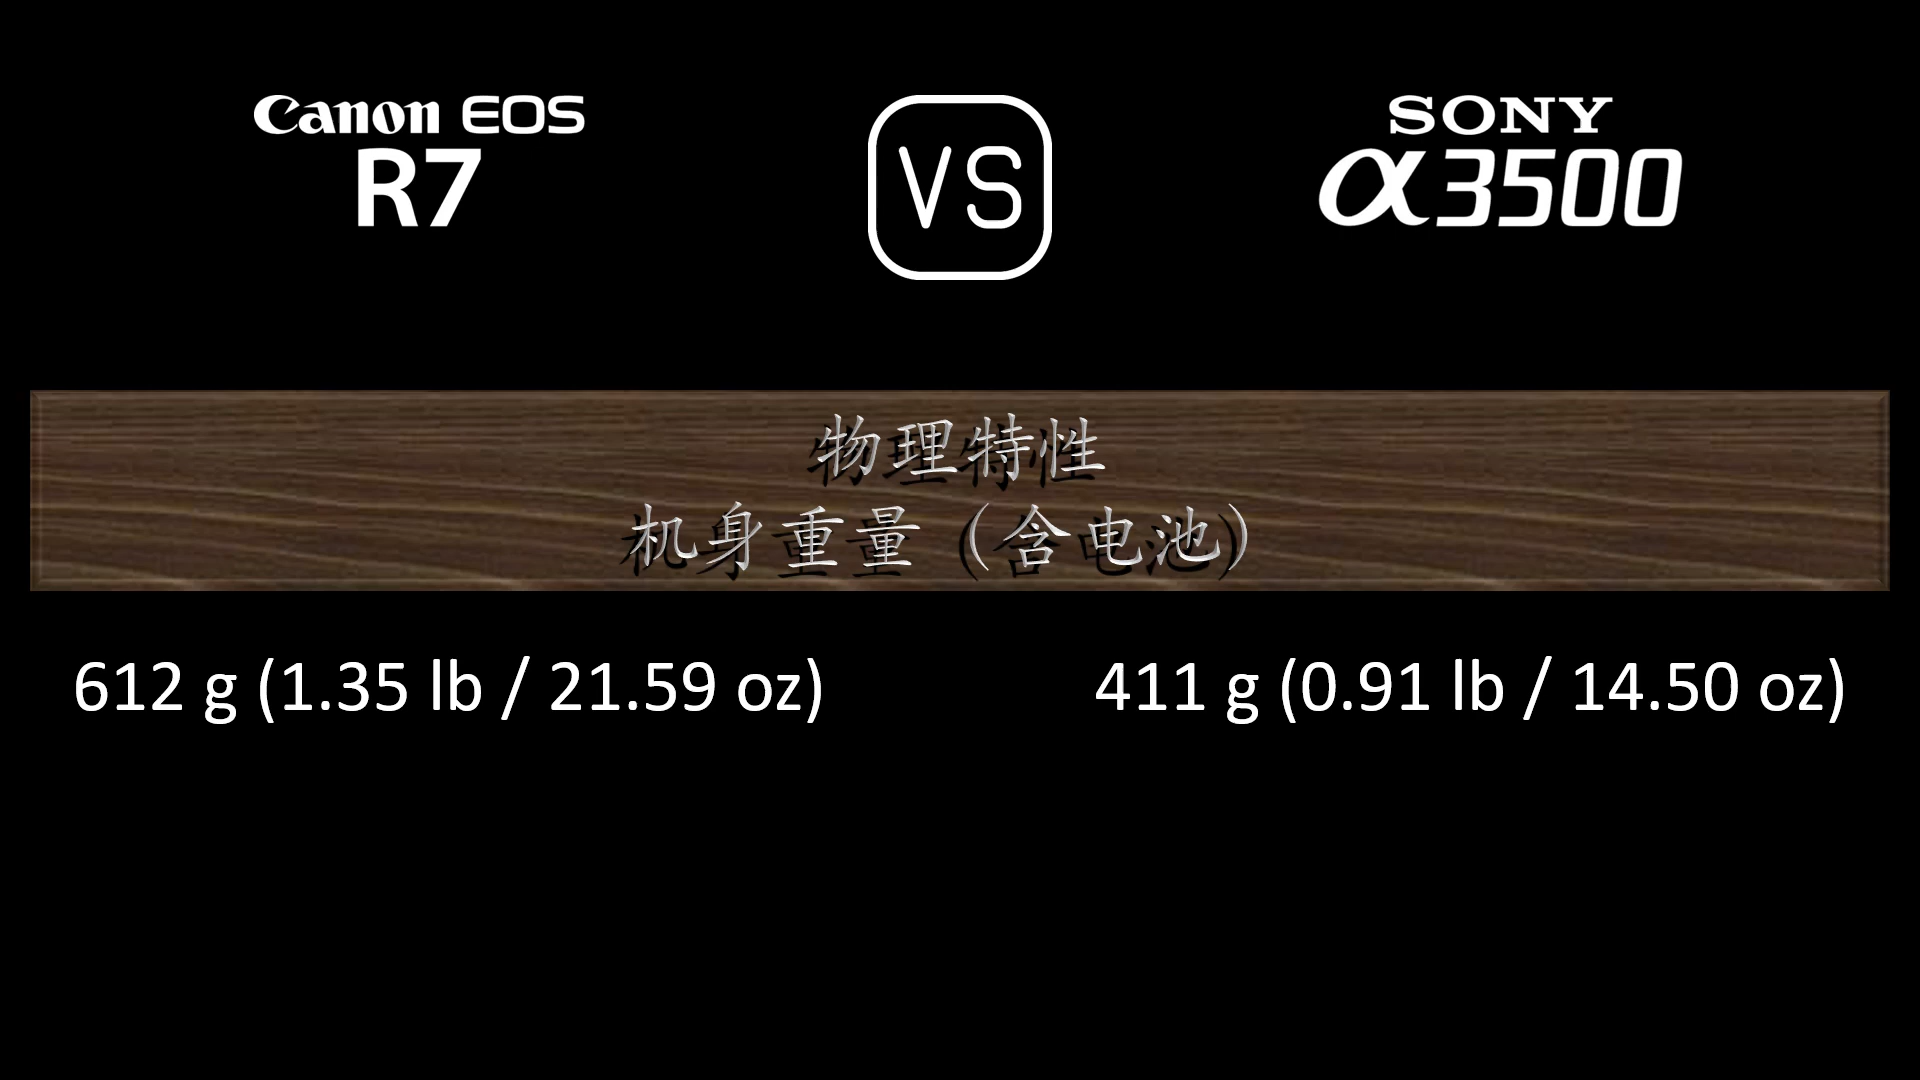 Canon EOS
R7
VS
SONY
α3500
物理特性
机身重量（含电池）
612 g (1.35 lb / 21.59 oz)
411 g (0.91 lb / 14.50 oz)